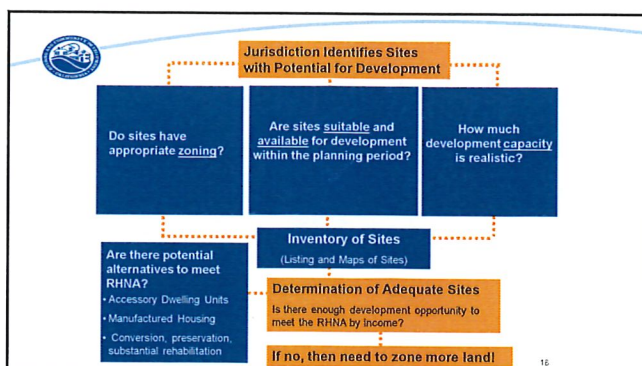 Jurisdiction Identifies Sites
with Potential for Development
Do sites have
appropriate zoning?
Are sites suitable and
available for development
within the planning period?
How much
development capacity
is realistic?
Inventory of Sites
(Listing and Maps of Sites)
Are there potential
alternatives to meet
RHNA?
• Accessory Dwelling Units
• Manufactured Housing
• Conversion, preservation,
substantial rehabilitation
Determination of Adequate Sites
Is there enough development opportunity to
meet the RHNA by income?
If no, then need to zone more land!
16